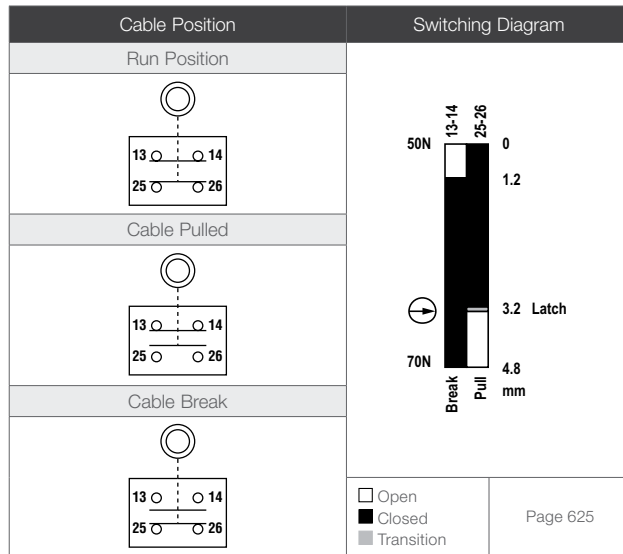 Cable Position
Switching Diagram
Run Position
13 14
25 26
Cable Pulled
13 14
25 26
Cable Break
13 14
25 26
13-14 25-26
50N 0
1.2
3.2 Latch
70N 4.8
mm
Break Pull
Open
Closed
Transition
Page 625